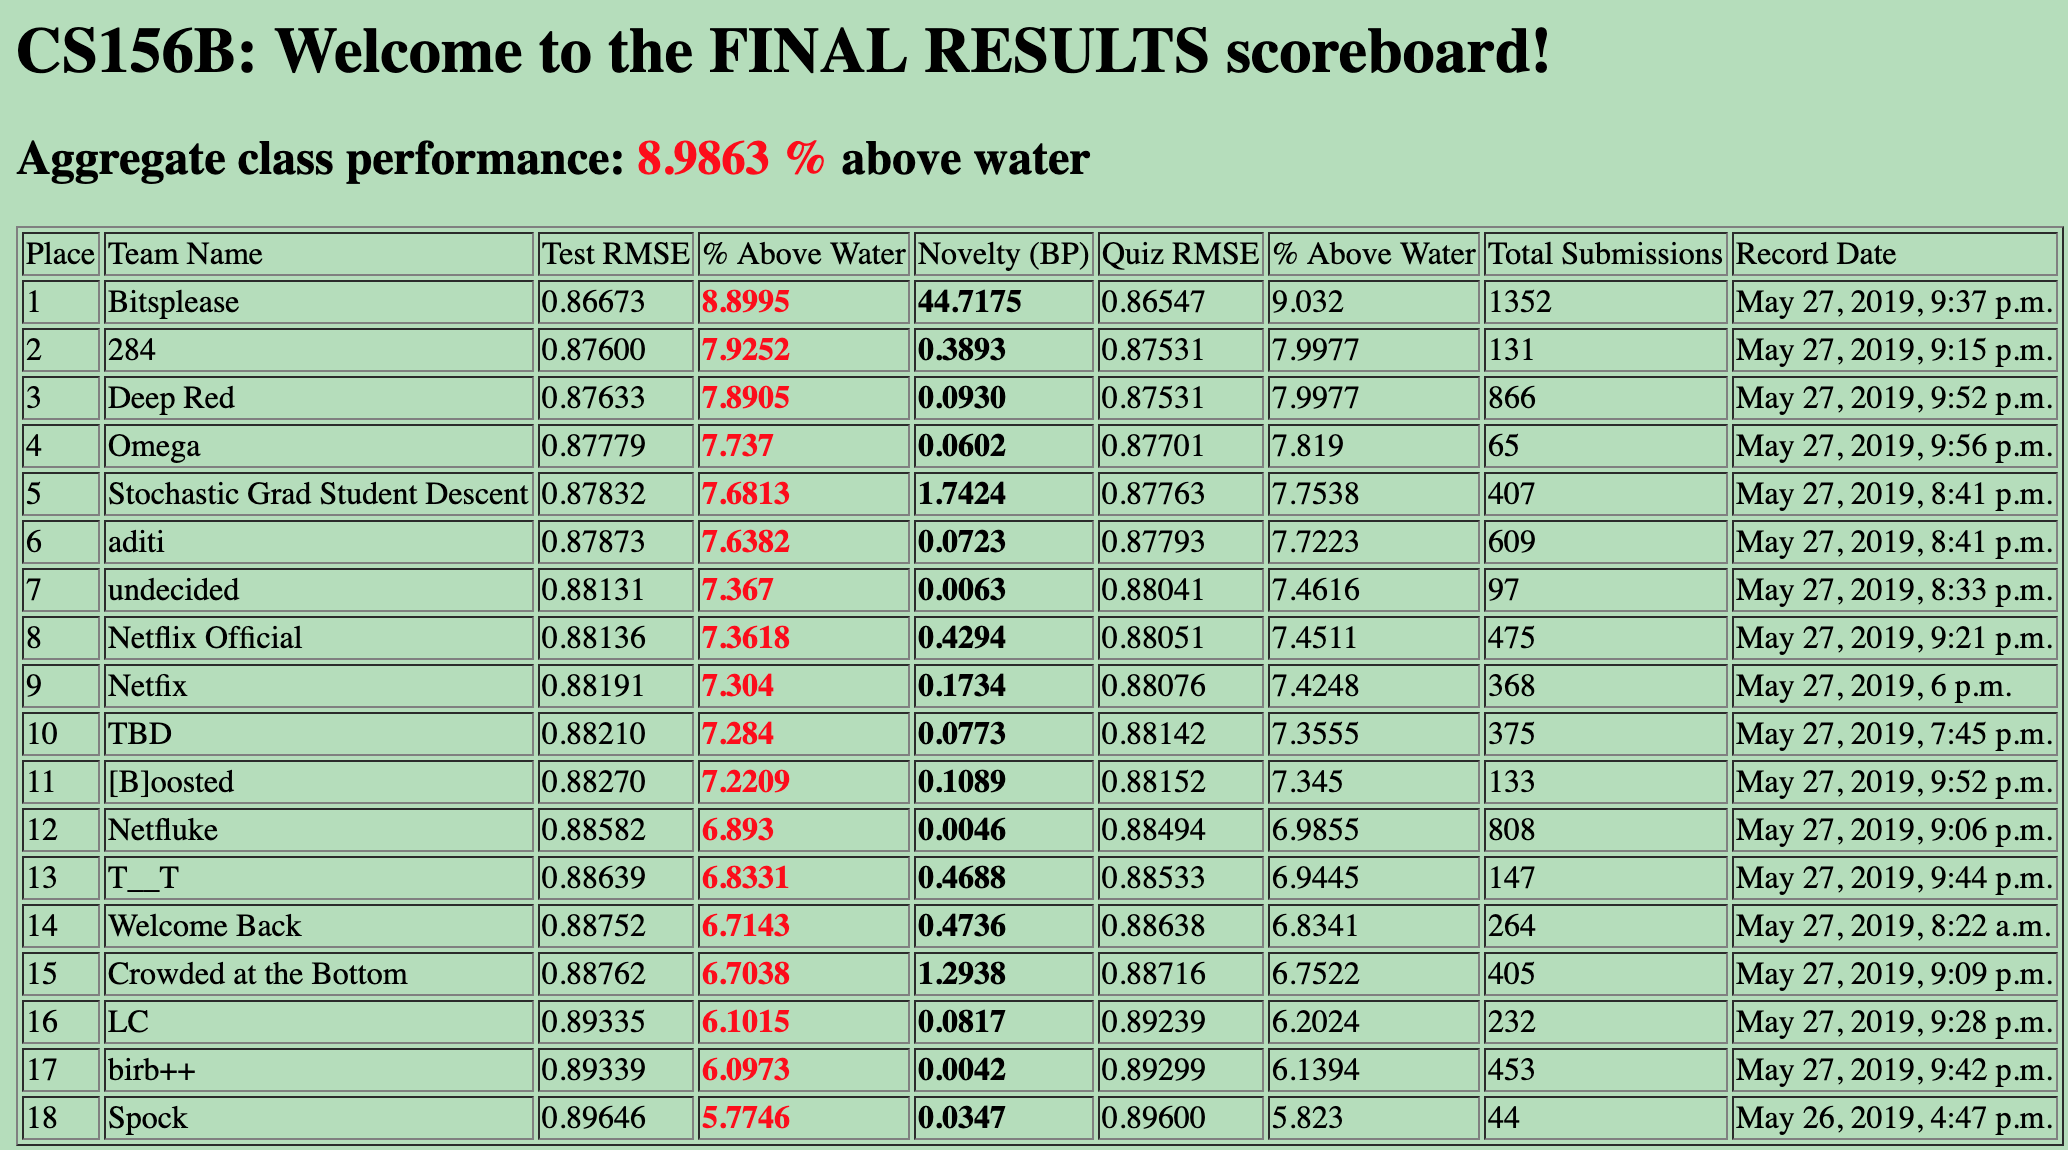 CS156B: Welcome to the FINAL RESULTS scoreboard!
Aggregate class performance: 8.9863 % above water
Place Team Name Test RMSE % Above Water Novelty (BP) Quiz RMSE % Above Water Total Submissions Record Date
1 Bitsplease 0.86673 8.8995 44.7175 0.86547 9.032 1352 May 27, 2019, 9:37 p.m.
2 284 0.87600 7.9252 0.3893 0.87531 7.9977 131 May 27, 2019, 9:15 p.m.
3 Deep Red 0.87633 7.8905 0.0930 0.87531 7.9977 866 May 27, 2019, 9:52 p.m.
4 Omega 0.87779 7.737 0.0602 0.87701 7.819 65 May 27, 2019, 9:56 p.m.
5 Stochastic Grad Student Descent 0.87832 7.6813 1.7424 0.87763 7.7538 407 May 27, 2019, 8:41 p.m.
6 aditi 0.87873 7.6382 0.0723 0.87793 7.7223 609 May 27, 2019, 8:41 p.m.
7 undecided 0.88131 7.367 0.0063 0.88041 7.4616 97 May 27, 2019, 8:33 p.m.
8 Netflix Official 0.88136 7.3618 0.4294 0.88051 7.4511 475 May 27, 2019, 9:21 p.m.
9 Netfix 0.88191 7.304 0.1734 0.88076 7.4248 368 May 27, 2019, 6 p.m.
10 TBD 0.88210 7.284 0.0773 0.88142 7.3555 375 May 27, 2019, 7:45 p.m.
11 [B]oosted 0.88270 7.2209 0.1089 0.88152 7.345 133 May 27, 2019, 9:52 p.m.
12 Netfluke 0.88582 6.893 0.0046 0.88494 6.9855 808 May 27, 2019, 9:06 p.m.
13 T__T 0.88639 6.8331 0.4688 0.88533 6.9445 147 May 27, 2019, 9:44 p.m.
14 Welcome Back 0.88752 6.7143 0.4736 0.88638 6.8341 264 May 27, 2019, 8:22 a.m.
15 Crowded at the Bottom 0.88762 6.7038 1.2938 0.88716 6.7522 405 May 27, 2019, 9:09 p.m.
16 LC 0.89335 6.1015 0.0817 0.89239 6.2024 232 May 27, 2019, 9:28 p.m.
17 birb++ 0.89339 6.0973 0.0042 0.89299 6.1394 453 May 27, 2019, 9:42 p.m.
18 Spock 0.89646 5.7746 0.0347 0.89600 5.823 44 May 26, 2019, 4:47 p.m.